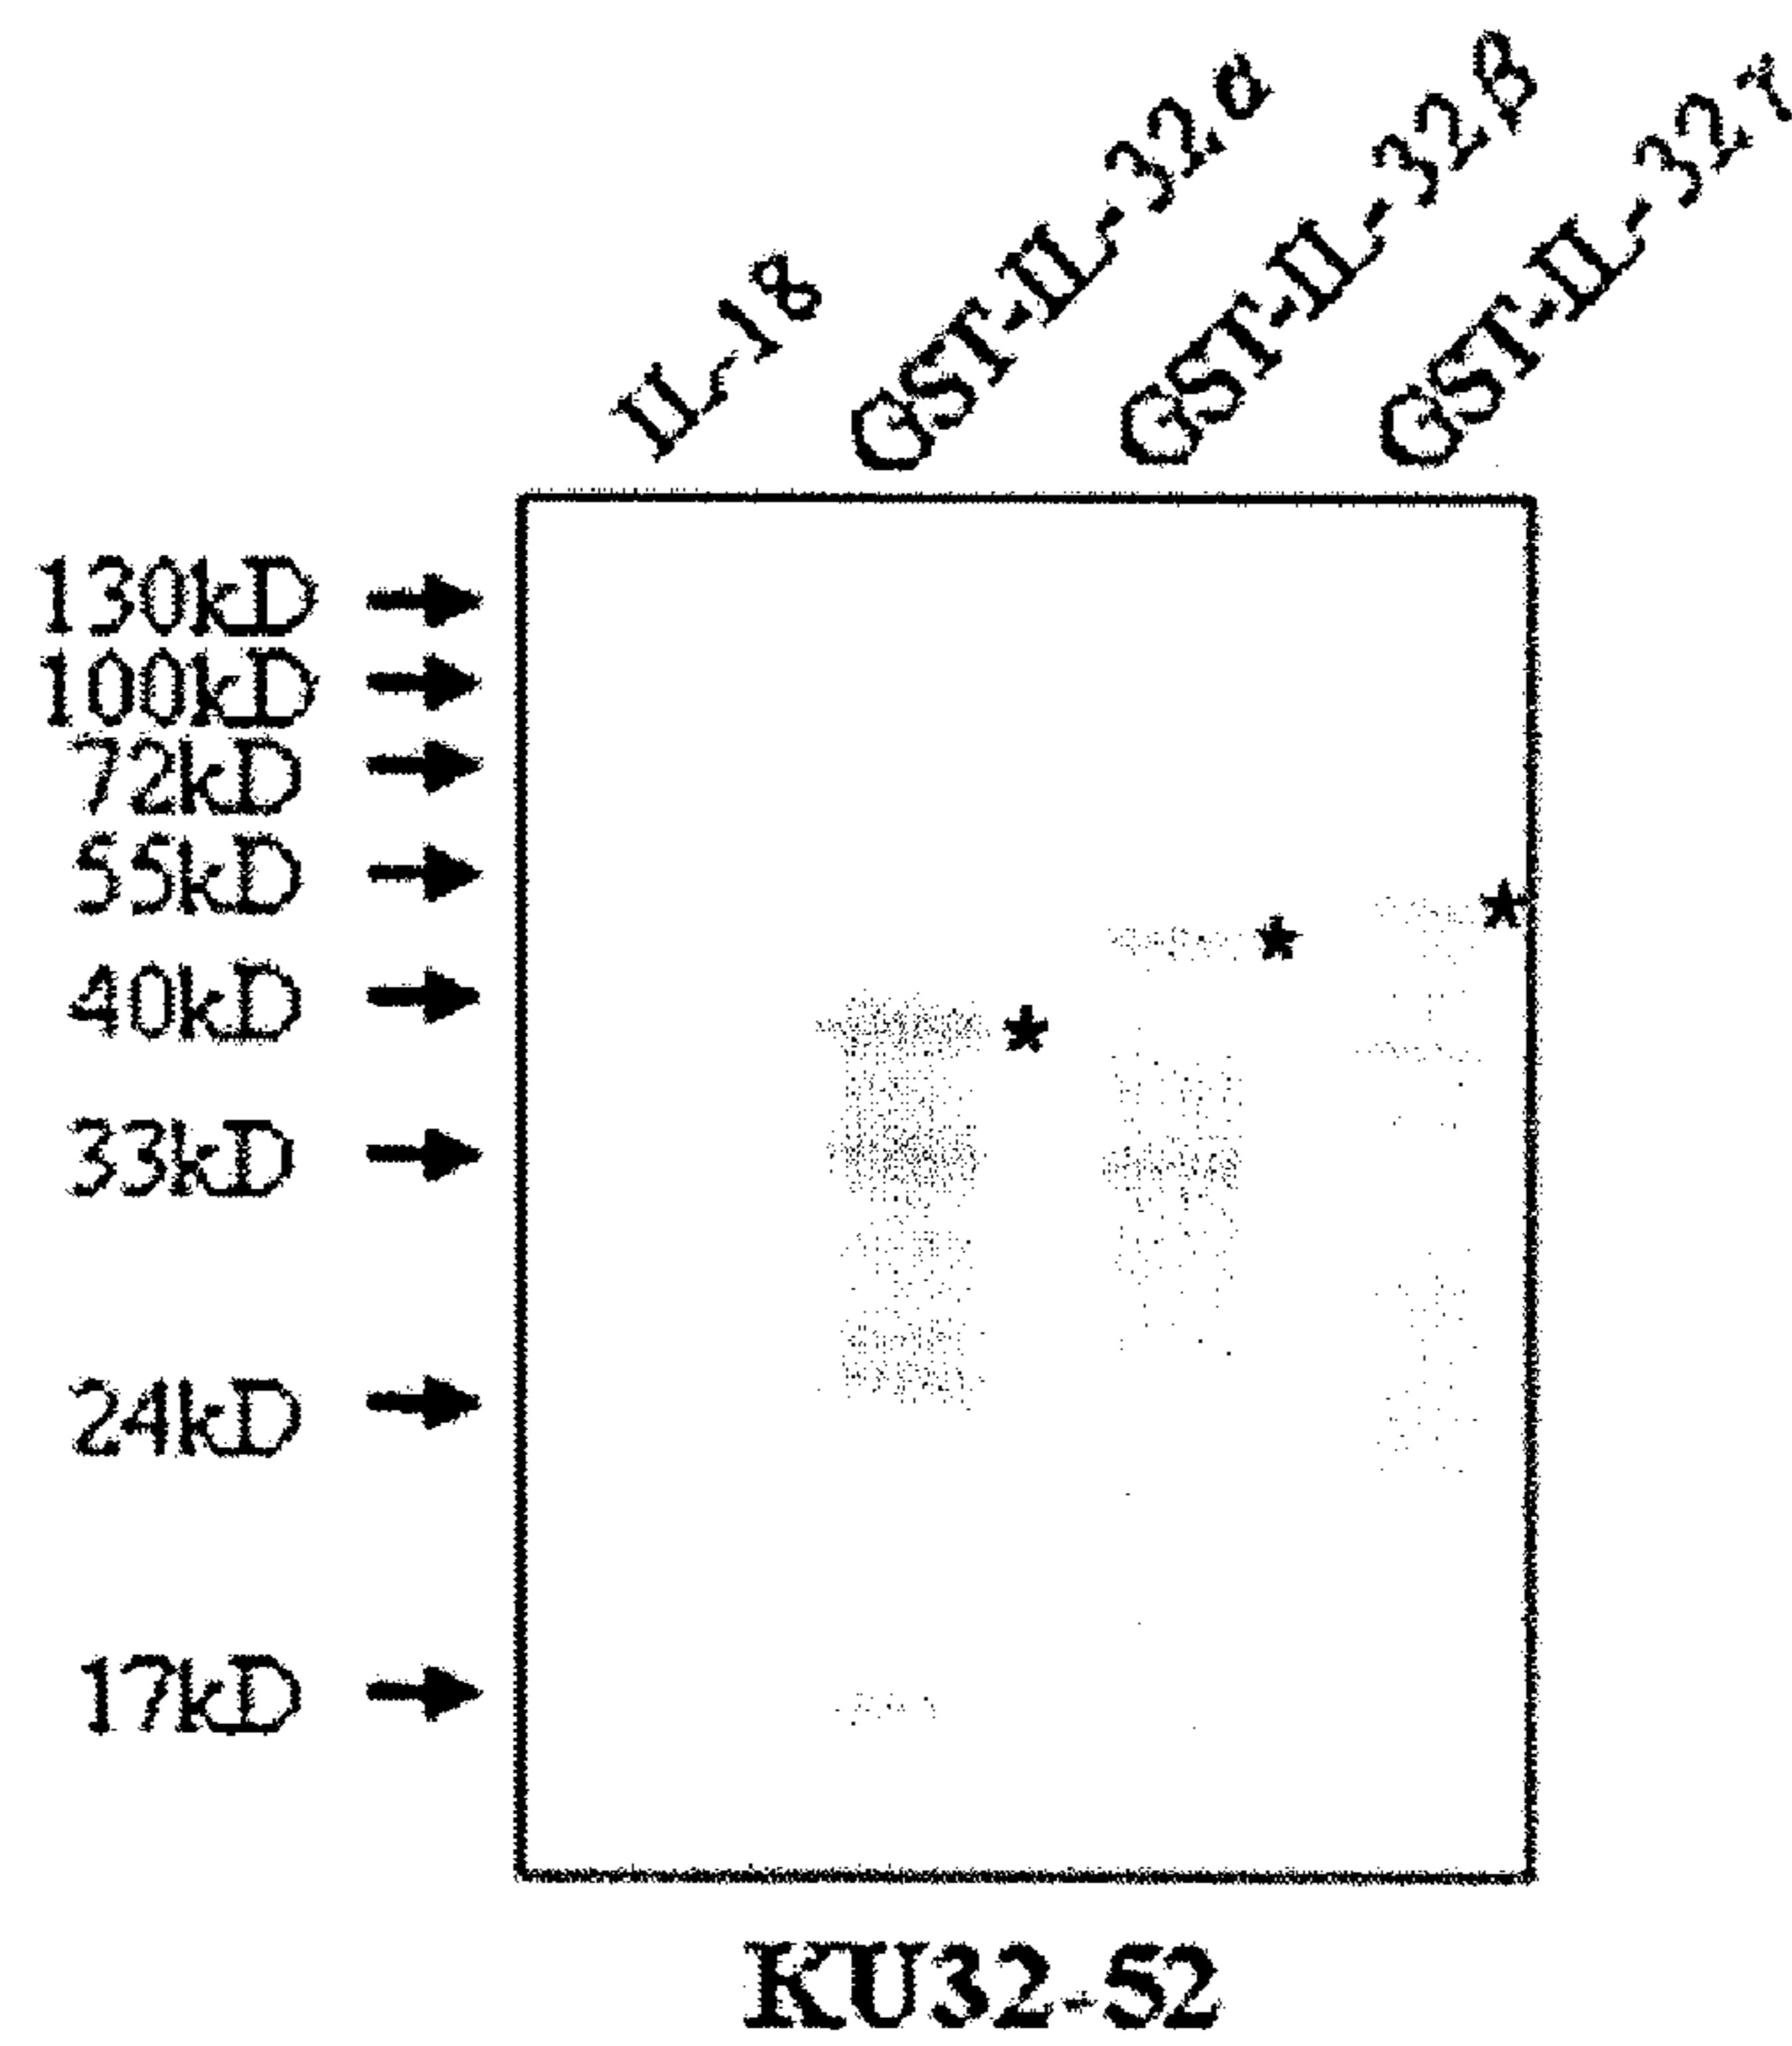 IL-18
GST-IL-32α
GST-IL-32β
GST-IL-32γ
130kD
100kD
72kD
55kD
40kD
33kD
24kD
17kD
KU32-52